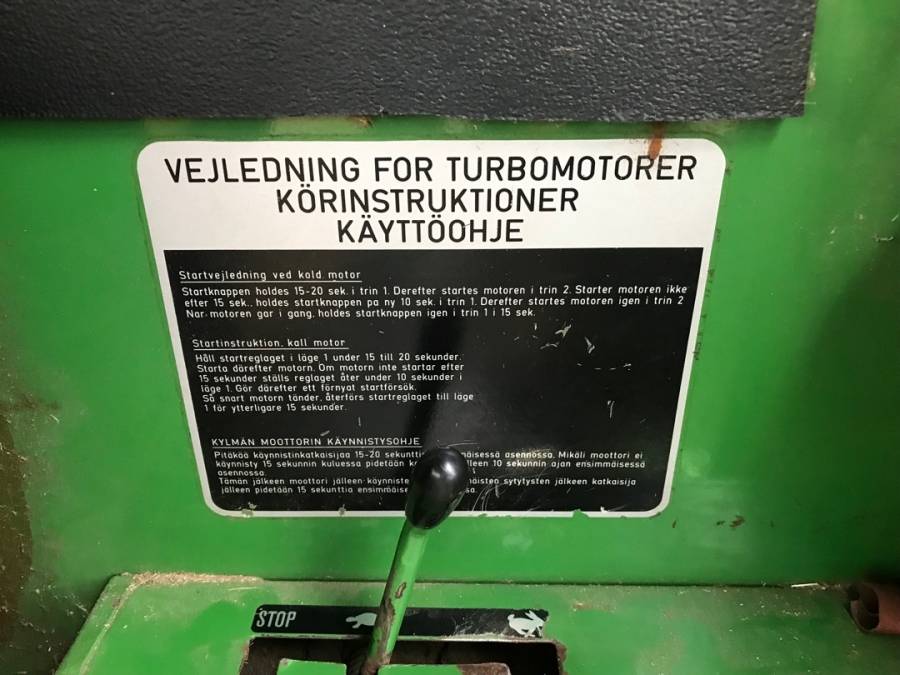 VEJLEDNING FOR TURBOMOTORER
KÖRINSTRUKTIONER
KÄYTTÖOHJE
Startvejledning ved kold motor
Startknappen holdes 15-20 sek. i trin 1. Derefter startes motoren i trin 2. Starter motoren ikke
efter 15 sek., holdes startknappen pa ny 10 sek. i trin 1. Derefter startes motoren igen i trin 2
Nar motoren gar i gang, holdes startknappen igen i trin 1 i 15 sek.
Startinstruktion, kall motor
Håll startreglaget i läge 1 under 15 till 20 sekunder.
Starta därefter motorn. Om motorn inte startar efter
15 sekunder ställs reglaget åter under 10 sekunder i
läge 1. Gör därefter ett förnyat startförsök.
Så snart motorn tänder, återförs startreglaget till läge
1 för ytterligare 15 sekunder.
KYLMÄN MOOTTORIN KÄYNNISTYSOHJE
Pitäköä käynnistinkatkaisijaa 15-20 asennossa. Mikäli moottori ei
käynnisty 15 sekunnin kuluessa pidetään 10 sekunnin ajan ensimmäisessä
asennossa.
Tämän jälkeen moottori jälleen sytytysten jälkeen katkaisija
jälleen pidetään 15 sekunttia
STOP